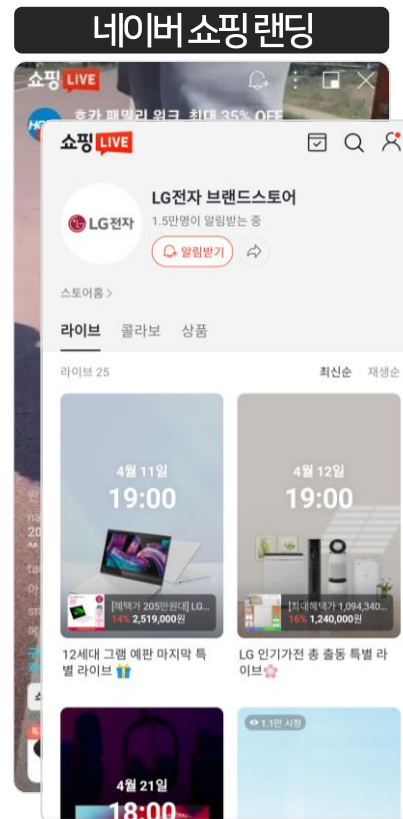 네이버 쇼핑 랜딩
쇼핑 LIVE
호카 패밀리 워크 최대 35% OFF
쇼핑 LIVE
LG전자
LG전자 브랜드스토어
1.5만명이 알림받는 중
알림받기
스토어홈 >
라이브 콜라보 상품
라이브 25
최신순 재생순
4월 11일
19:00
[혜택가 205만원대] LG...
14% 2,519,000원
12세대 그램 예판 마지막 특
별 라이브
4월 12일
19:00
[최대혜택가 1,094,340...
16% 1,240,000원
LG 인기가전 총 출동 특별 라
이브
4월 21일
18:00
1.1만 시청